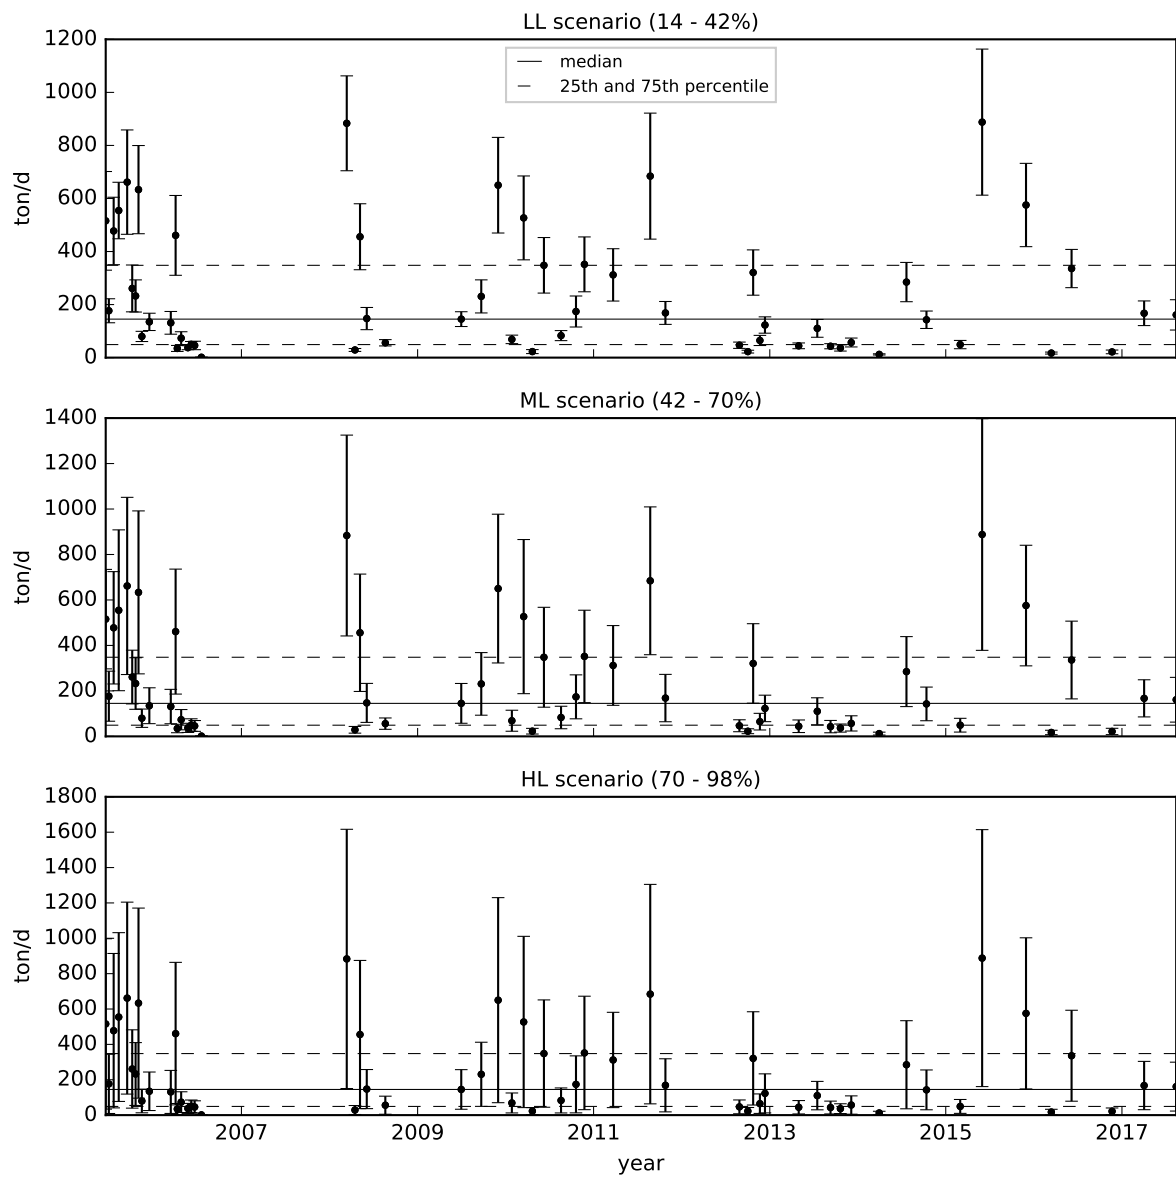 LL scenario (14 - 42%)
1200
1000
800
600
400
200
0
ton/d
median
25th and 75th percentile
ML scenario (42 - 70%)
1400
1200
1000
800
600
400
200
0
ton/d
HL scenario (70 - 98%)
1800
1600
1400
1200
1000
800
600
400
200
0
ton/d
2007 2009 2011 2013 2015 2017
year